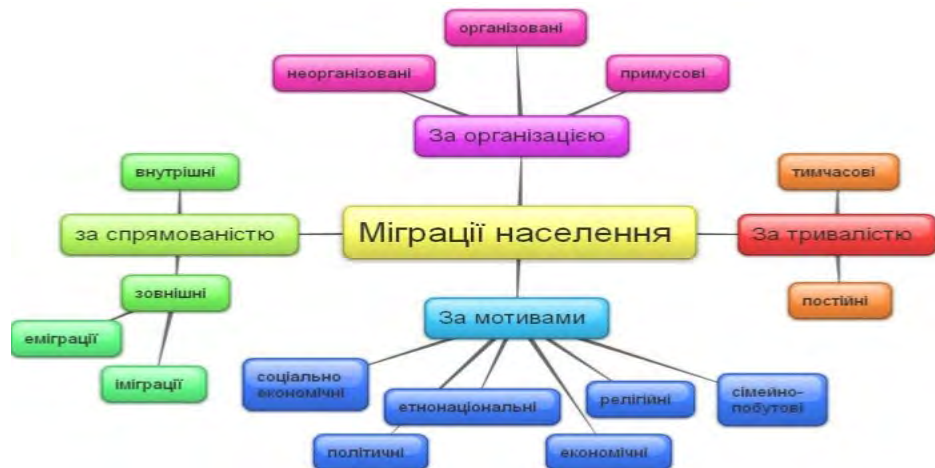 організовані
неорганізовані
примусові
За організацією
внутрішні
тимчасові
за спрямованістю
Міграції населення
За тривалістю
зовнішні
постійні
еміграції
іміграції
За мотивами
соціально
економічні
етнонаціональні
релігійні
сімейно-
побутові
політичні
економічні